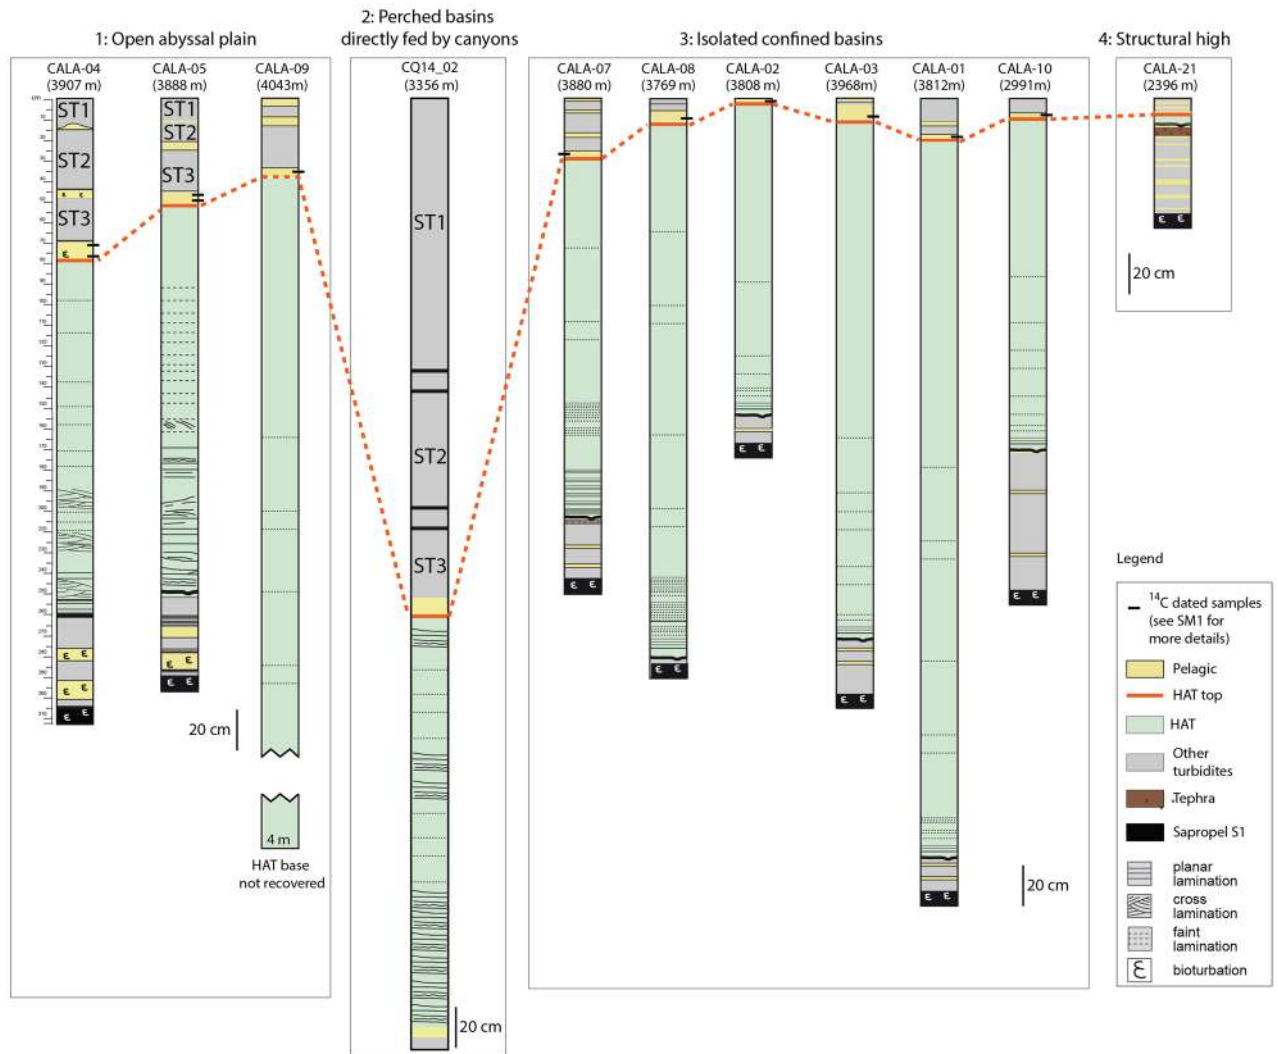 2: Perched basins
directly fed by canyons
1: Open abyssal plain
3: Isolated confined basins
4: Structural high
CALA-04
(3907 m)
CALA-05
(3888 m)
CALA-09
(4043m)
CQ14_02
(3356 m)
CALA-07
(3880 m)
CALA-08
(3769 m)
CALA-02
(3808 m)
CALA-03
(3968m)
CALA-01
(3812m)
CALA-10
(2991m)
CALA-21
(2396 m)
cm
ST1
ST2
ST3
ST1
ST2
ST3
4 m
HAT base
not recovered
20 cm
ST1
ST2
ST3
20 cm
20 cm
20 cm
Legend
14C dated samples
(see SM1 for
more details)
Pelagic
HAT top
HAT
Other
turbidites
Tephra
Sapropel S1
planar
lamination
cross
lamination
faint
lamination
bioturbation